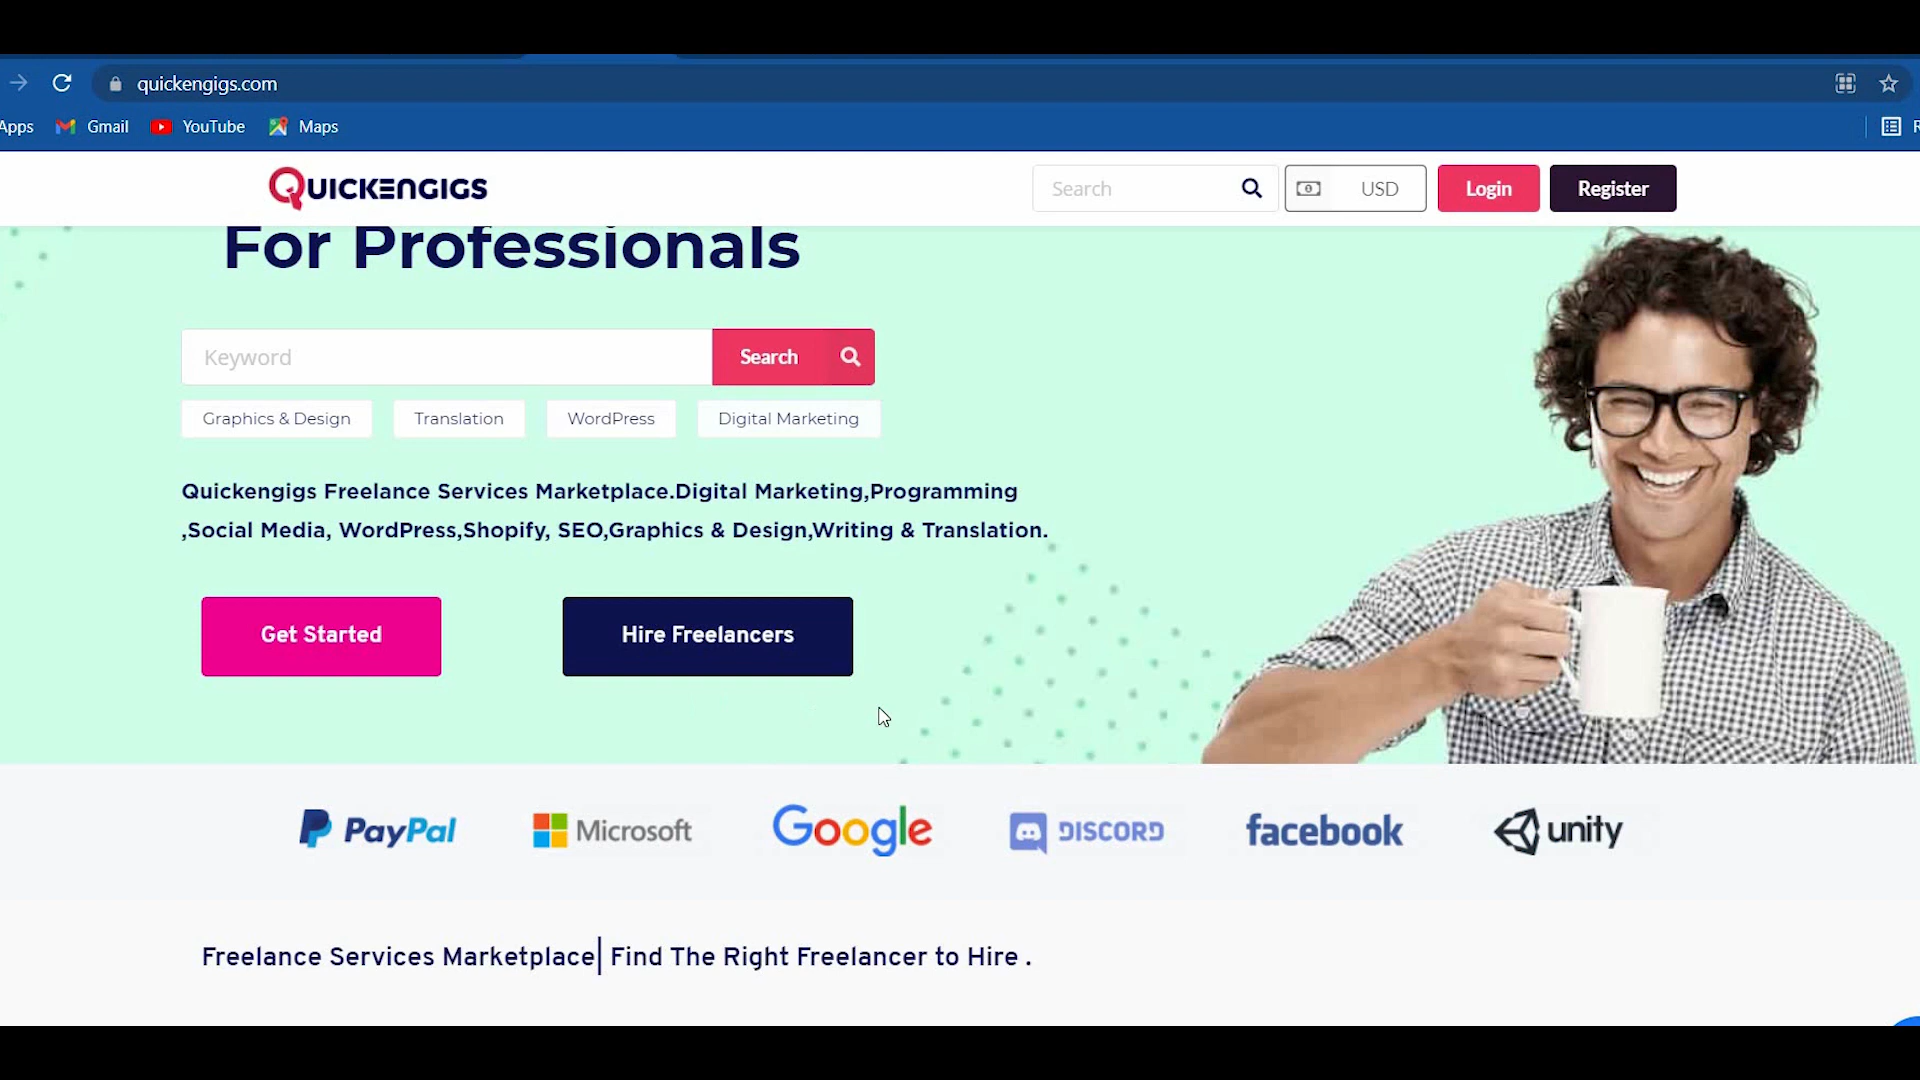 quickengigs.com
Apps Gmail YouTube Maps
QUICKENGIGS
Search
USD
Login
Register
For Professionals
Keyword
Search
Graphics & Design
Translation
WordPress
Digital Marketing
Quickengigs Freelance Services Marketplace.Digital Marketing,Programming
,Social Media, WordPress,Shopify, SEO,Graphics & Design,Writing & Translation.
Get Started
Hire Freelancers
PayPal
Microsoft
Google
DISCORD
facebook
unity
Freelance Services Marketplace| Find The Right Freelancer to Hire .